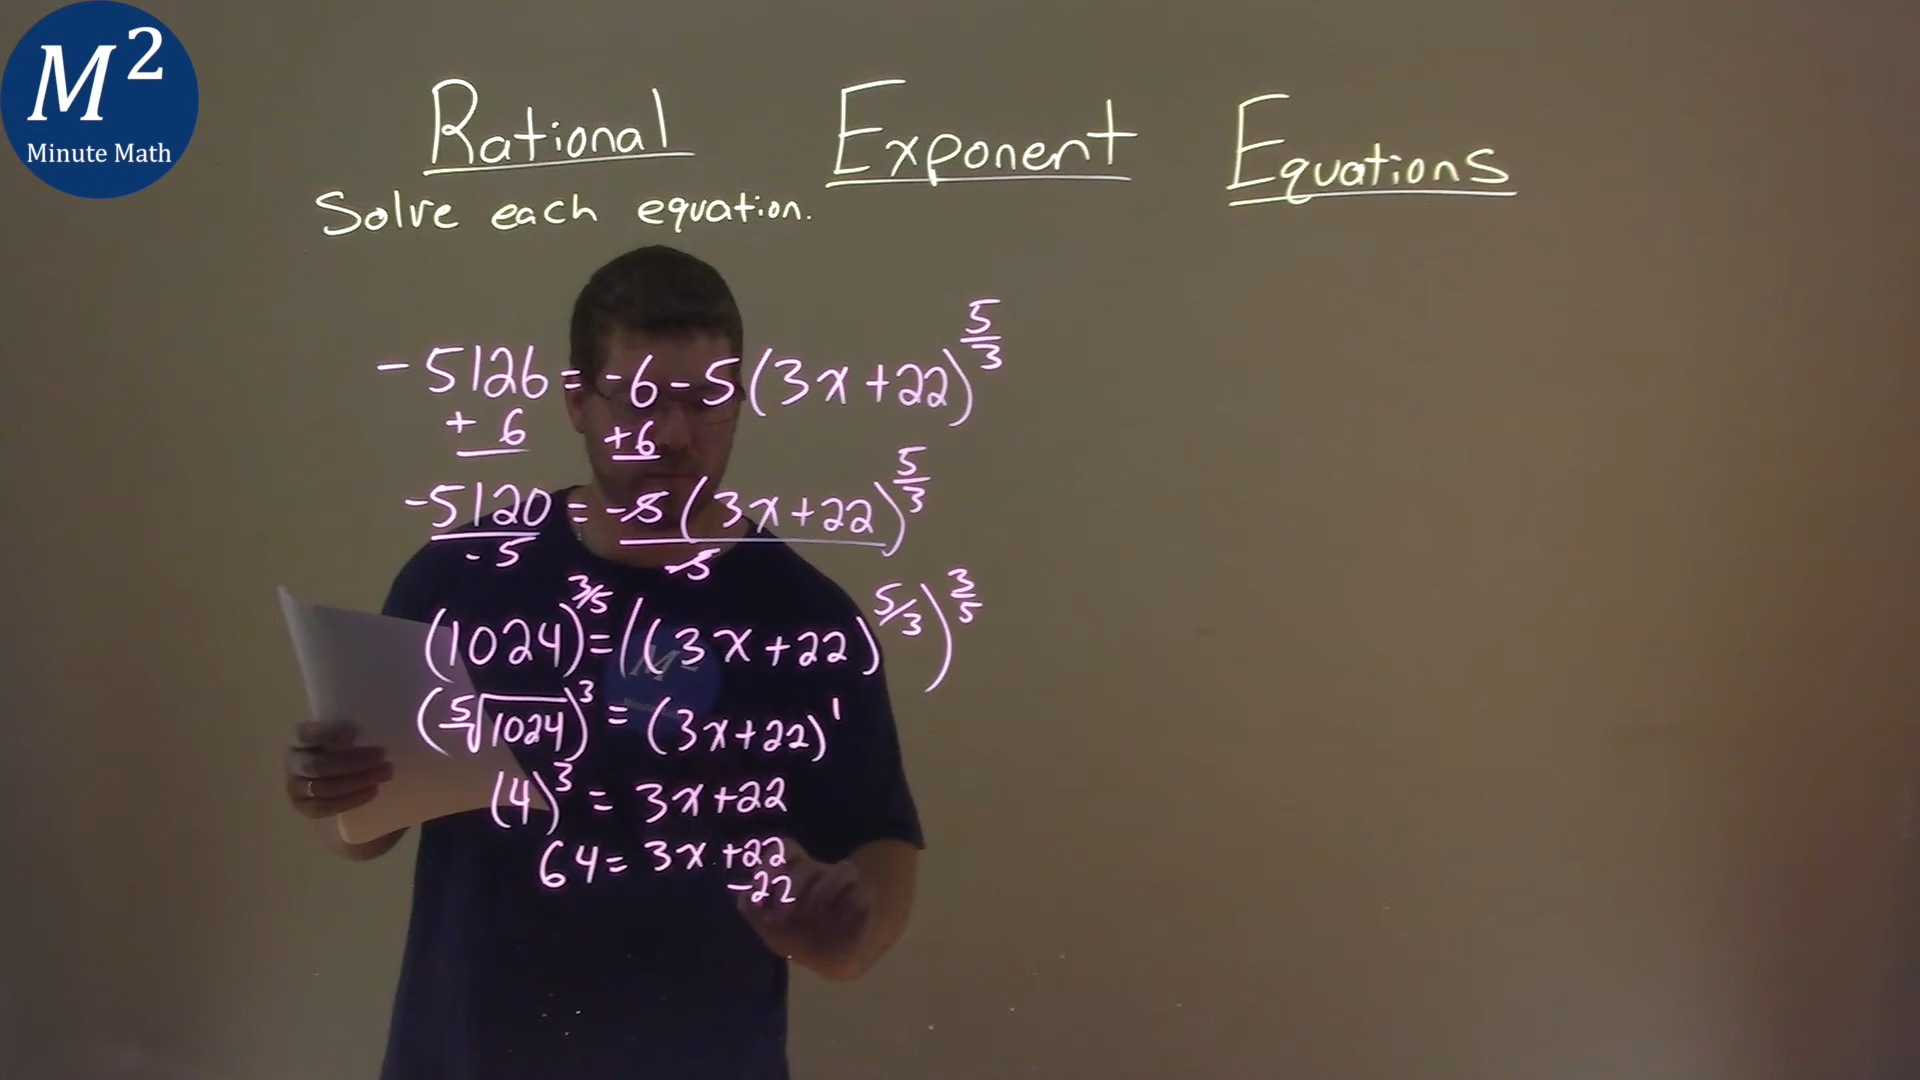 M²
Minute Math
Rational Exponent Equations
Solve each equation.
-5126 = -6 - 5(3x+22)^(5/3)
+ 6 +6
-5120 = -5(3x+22)^(5/3)
-5 -5
(1024)^(3/5) = ((3x+22)^(5/3))^(3/5)
(⁵√1024)³ = (3x+22)¹
(4)³ = 3x+22
64 = 3x+22
-22